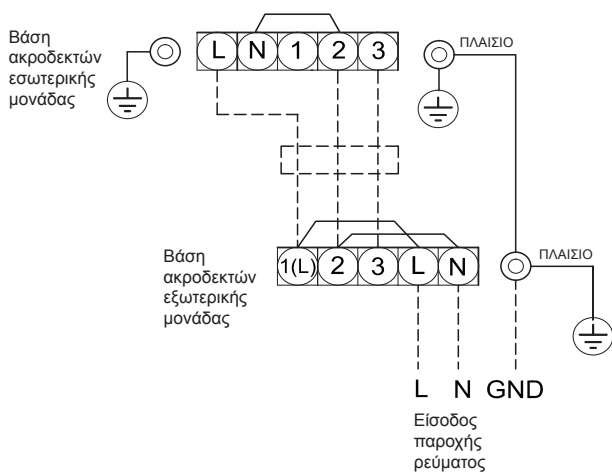 Βάση
ακροδεκτών
εσωτερικής
μονάδας
L N 1 2 3
ΠΛΑΙΣΙΟ
Βάση
ακροδεκτών
εξωτερικής
μονάδας
1(L) 2 3 L N
ΠΛΑΙΣΙΟ
L N GND
Είσοδος
παροχής
ρεύματος